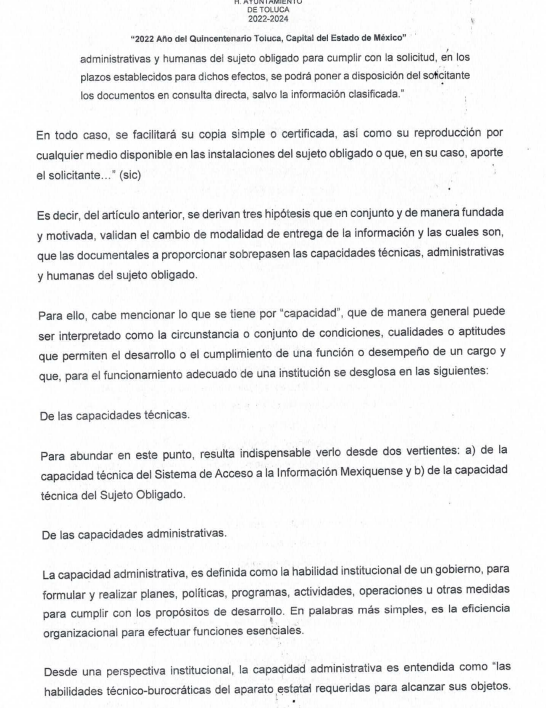 H. AYUNTAMIENTO
DE TOLUCA
2022-2024
"2022 Año del Quincentenario Toluca, Capital del Estado de México"
administrativas y humanas del sujeto obligado para cumplir con la solicitud, en los
plazos establecidos para dichos efectos, se podrá poner a disposición del solicitante
los documentos en consulta directa, salvo la información clasificada."
En todo caso, se facilitará su copia simple o certificada, así como su reproducción por
cualquier medio disponible en las instalaciones del sujeto obligado o que, en su caso, aporte
el solicitante..." (sic)
Es decir, del artículo anterior, se derivan tres hipótesis que en conjunto y de manera fundada
y motivada, validan el cambio de modalidad de entrega de la información y las cuales son,
que las documentales a proporcionar sobrepasen las capacidades técnicas, administrativas
y humanas del sujeto obligado.
Para ello, cabe mencionar lo que se tiene por "capacidad", que de manera general puede
ser interpretado como la circunstancia o conjunto de condiciones, cualidades o aptitudes
que permiten el desarrollo o el cumplimiento de una función o desempeño de un cargo y
que, para el funcionamiento adecuado de una institución se desglosa en las siguientes:
De las capacidades técnicas.
Para abundar en este punto, resulta indispensable verlo desde dos vertientes: a) de la
capacidad técnica del Sistema de Acceso a la Información Mexiquense y b) de la capacidad
técnica del Sujeto Obligado.
De las capacidades administrativas.
La capacidad administrativa, es definida como la habilidad institucional de un gobierno, para
formular y realizar planes, políticas, programas, actividades, operaciones u otras medidas
para cumplir con los propósitos de desarrollo. En palabras más simples, es la eficiencia
organizacional para efectuar funciones esenciales.
Desde una perspectiva institucional, la capacidad administrativa es entendida como "las
habilidades técnico-burocráticas del aparato estatal requeridas para alcanzar sus objetos.